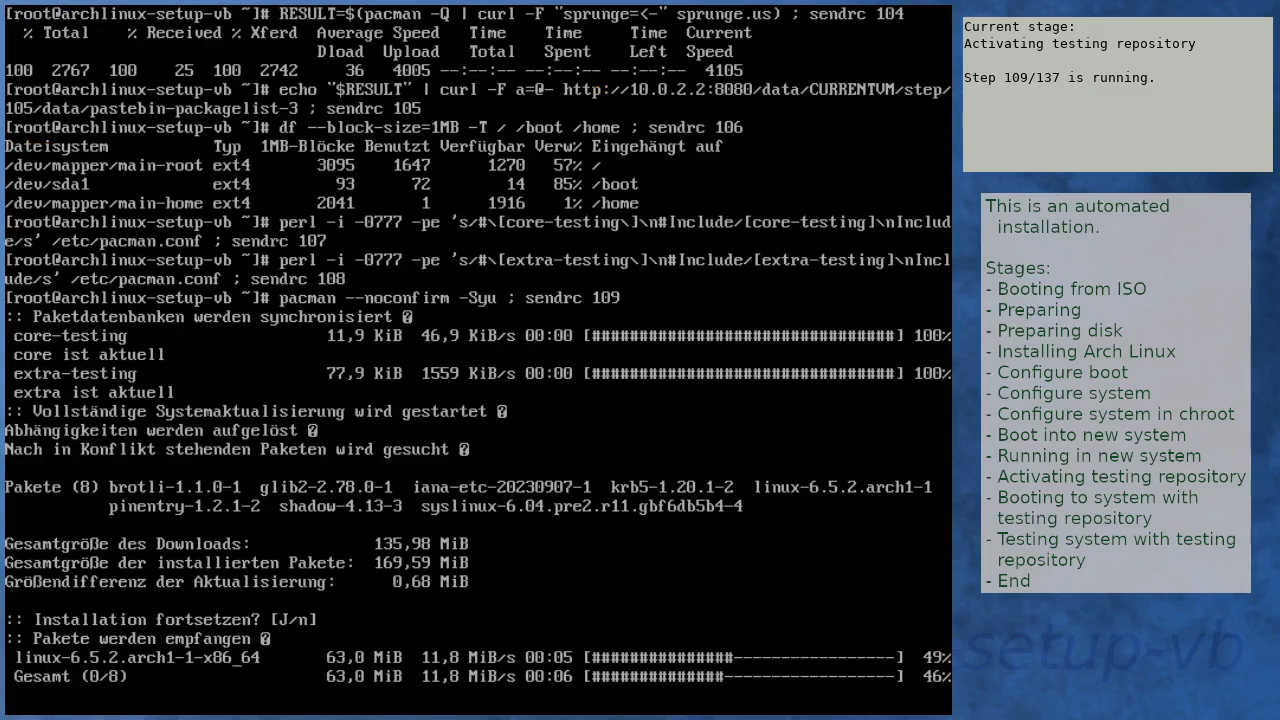 [root@archlinux-setup-vb ~]# RESULT=$(pacman -Q | curl -F "sprunge=<-" sprunge.us) ; sendrc 104
% Total % Received % Xferd Average Speed Time Time Time Current
Dload Upload Total Spent Left Speed
100 2767 100 25 100 2742 36 4005 --:--:-- --:--:-- --:--:-- 4105
[root@archlinux-setup-vb ~]# echo "$RESULT" | curl -F a=@- http://10.0.2.2:8080/data/CURRENTVM/step/
105/data/pastebin-packagelist-3 ; sendrc 105
[root@archlinux-setup-vb ~]# df --block-size=1MB -T / /boot /home ; sendrc 106
Dateisystem Typ 1MB-Blöcke Benutzt Verfügbar Verw% Eingehängt auf
/dev/mapper/main-root ext4 3095 1647 1270 57% /
/dev/sda1 ext4 93 72 14 85% /boot
/dev/mapper/main-home ext4 2041 1 1916 1% /home
[root@archlinux-setup-vb ~]# perl -i -0777 -pe 's/#\[core-testing\]\n#Include/[core-testing]\nInclud
e/s' /etc/pacman.conf ; sendrc 107
[root@archlinux-setup-vb ~]# perl -i -0777 -pe 's/#\[extra-testing\]\n#Include/[extra-testing]\nIncl
ude/s' /etc/pacman.conf ; sendrc 108
[root@archlinux-setup-vb ~]# pacman --noconfirm -Syu ; sendrc 109
:: Paketdatenbanken werden synchronisiert �
core-testing 11,9 KiB 46,9 KiB/s 00:00 [################################] 100%
core ist aktuell
extra-testing 77,9 KiB 1559 KiB/s 00:00 [################################] 100%
extra ist aktuell
:: Vollständige Systemaktualisierung wird gestartet �
Abhängigkeiten werden aufgelöst �
Nach in Konflikt stehenden Paketen wird gesucht �
Pakete (8) brotli-1.1.0-1 glib2-2.78.0-1 iana-etc-20230907-1 krb5-1.20.1-2 linux-6.5.2.arch1-1
pinentry-1.2.1-2 shadow-4.13-3 syslinux-6.04.pre2.r11.gbf6db5b4-4
Gesamtgröße des Downloads: 135,98 MiB
Gesamtgröße der installierten Pakete: 169,59 MiB
Größendifferenz der Aktualisierung: 0,68 MiB
:: Installation fortsetzen? [J/n]
:: Pakete werden empfangen �
linux-6.5.2.arch1-1-x86_64 63,0 MiB 11,8 MiB/s 00:05 [###############-----------------] 49%
Gesamt (0/8) 63,0 MiB 11,8 MiB/s 00:06 [##############------------------] 46%
Current stage:
Activating testing repository
Step 109/137 is running.
This is an automated
installation.
Stages:
- Booting from ISO
- Preparing
- Preparing disk
- Installing Arch Linux
- Configure boot
- Configure system
- Configure system in chroot
- Boot into new system
- Running in new system
- Activating testing repository
- Booting to system with
testing repository
- Testing system with testing
repository
- End
setup-vb